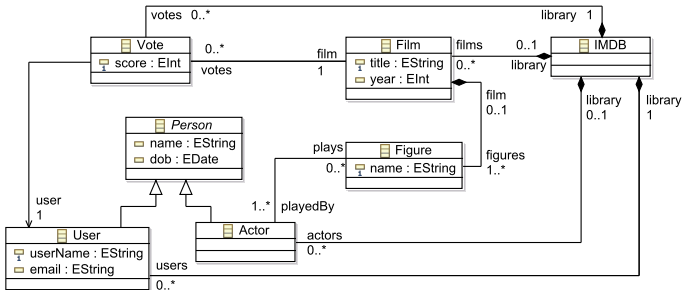 votes 0..*
library 1
Vote
score : EInt
0..*
votes
film
1
Film
title : EString
year : EInt
films
0..*
0..1
library
IMDB
film
0..1
library
0..1
library
1
Person
name : EString
dob : EDate
plays
0..*
Figure
name : EString
figures
1..*
user
1
1..*
playedBy
User
userName : EString
email : EString
Actor
actors
0..*
users
0..*